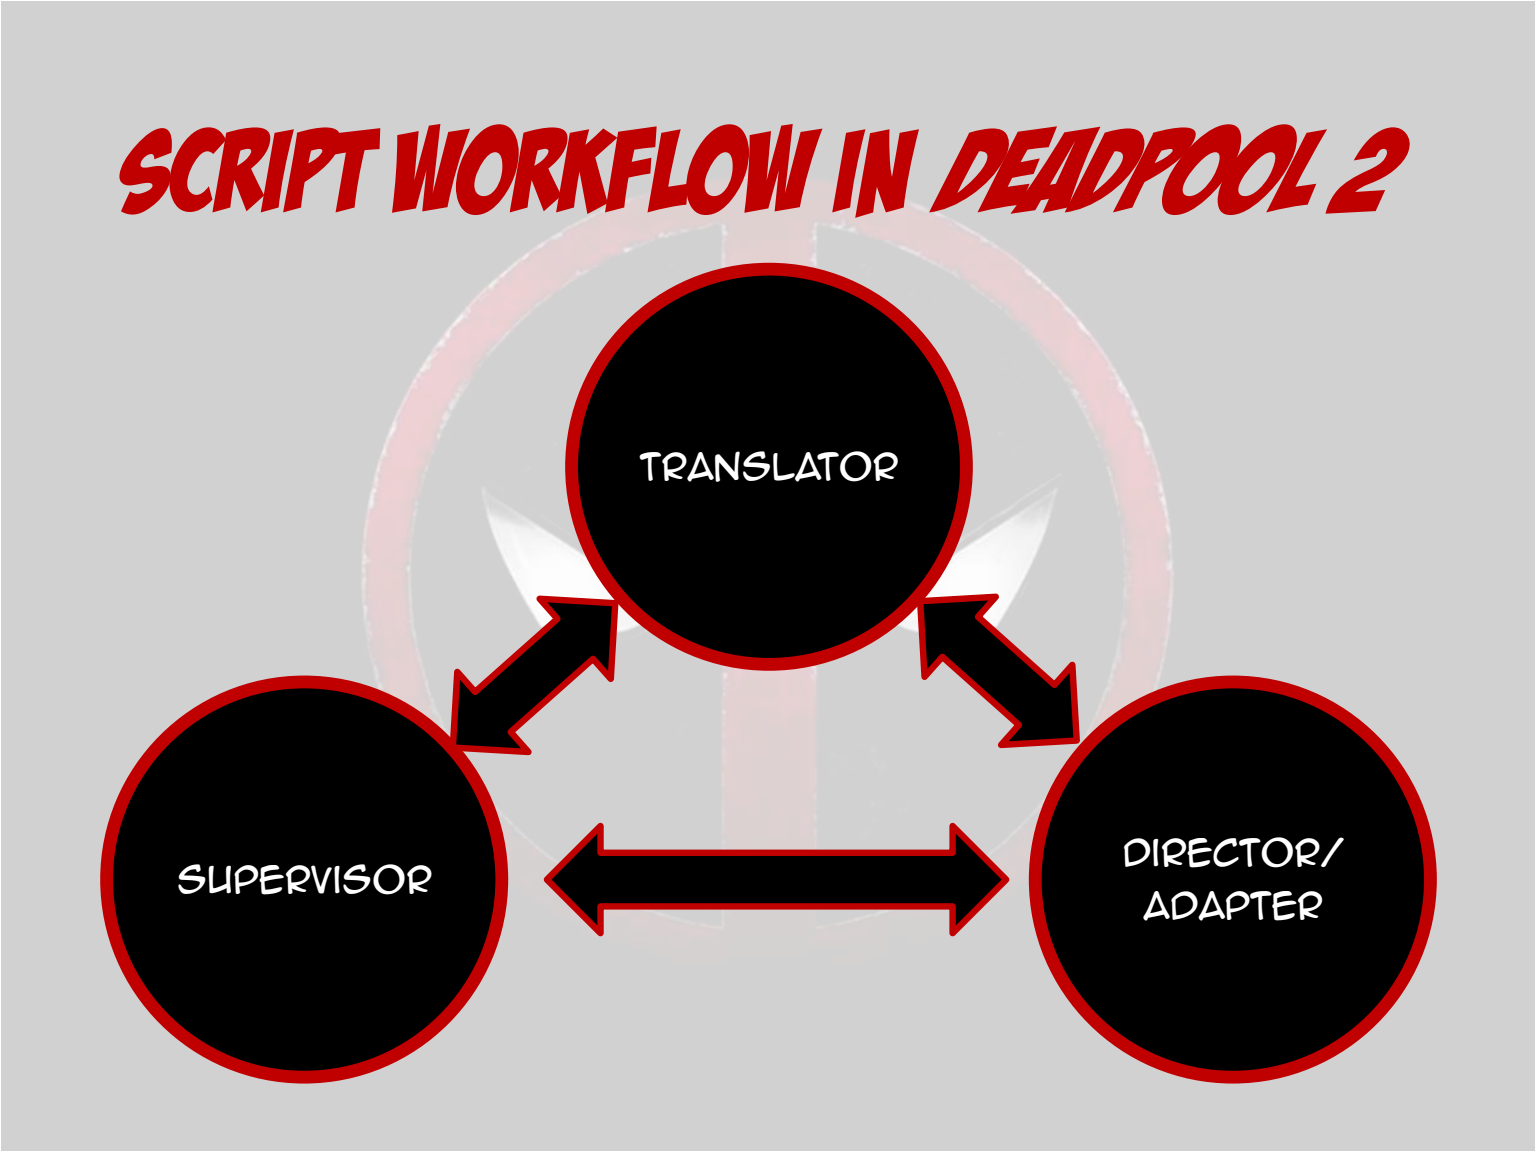 SCRIPT WORKFLOW IN DEADPOOL 2
TRANSLATOR
SUPERVISOR
DIRECTOR/
ADAPTER